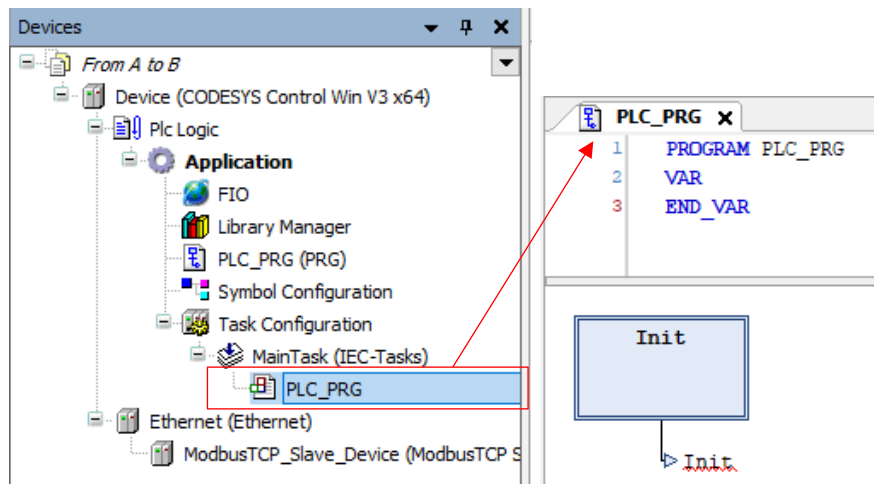 Devices
From A to B
Device (CODESYS Control Win V3 x64)
Plc Logic
Application
FIO
Library Manager
PLC_PRG (PRG)
Symbol Configuration
Task Configuration
MainTask (IEC-Tasks)
PLC_PRG
Ethernet (Ethernet)
ModbusTCP_Slave_Device (ModbusTCP S
PLC_PRG
1 PROGRAM PLC_PRG
2 VAR
3 END_VAR
Init
Init